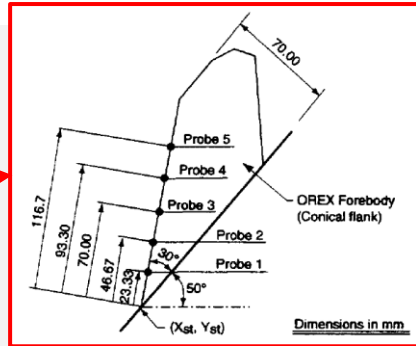 70.00
Probe 5
Probe 4
Probe 3
Probe 2
Probe 1
116.7
93.30
70.00
46.67
23.33
30°
50°
OREX Forebody
(Conical flank)
(Xst, Yst)
Dimensions in mm